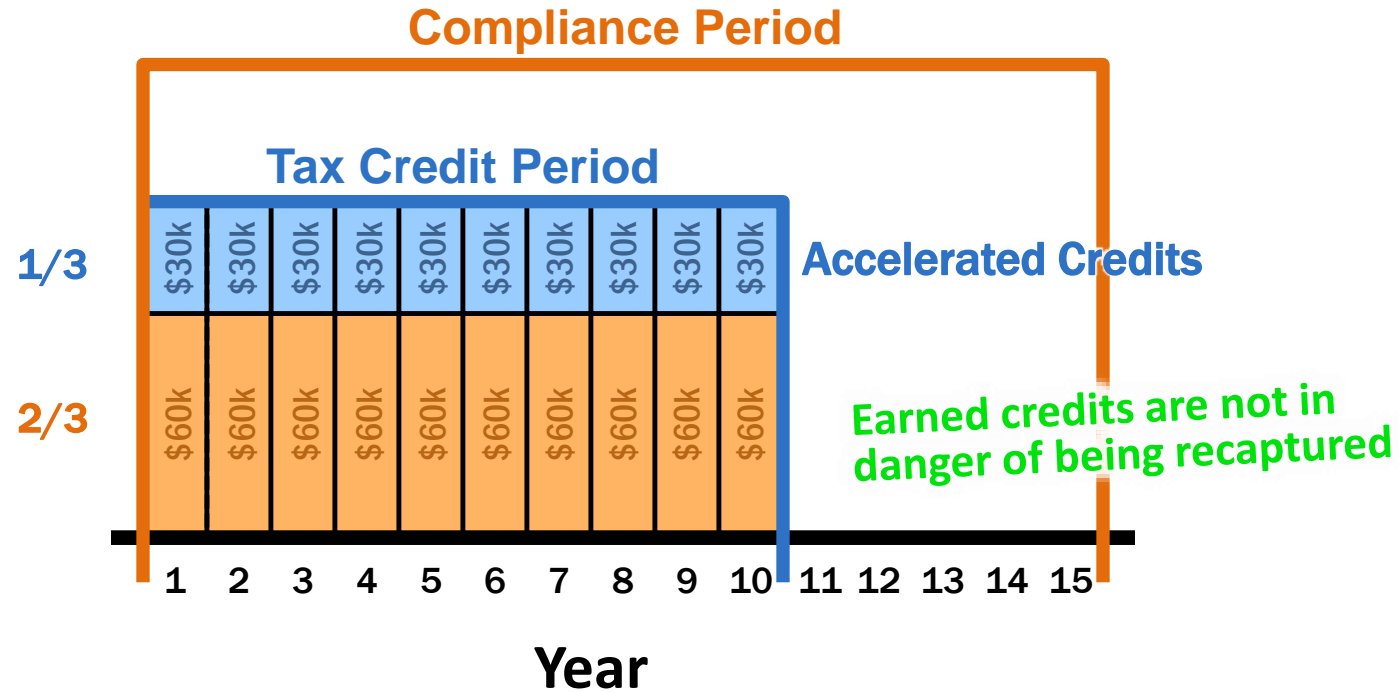 Compliance Period
Tax Credit Period
1/3
$30k $30k $30k $30k $30k $30k $30k $30k $30k $30k
Accelerated Credits
2/3
$60k $60k $60k $60k $60k $60k $60k $60k $60k $60k
Earned credits are not in
danger of being recaptured
1 2 3 4 5 6 7 8 9 10 11 12 13 14 15
Year